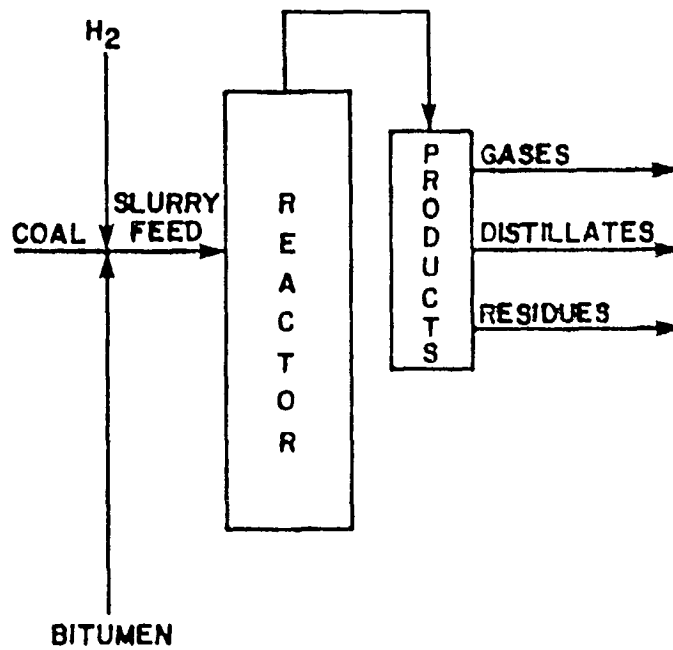 H2
SLURRY
COAL FEED
REACTOR
PRODUCTS
GASES
DISTILLATES
RESIDUES
BITUMEN